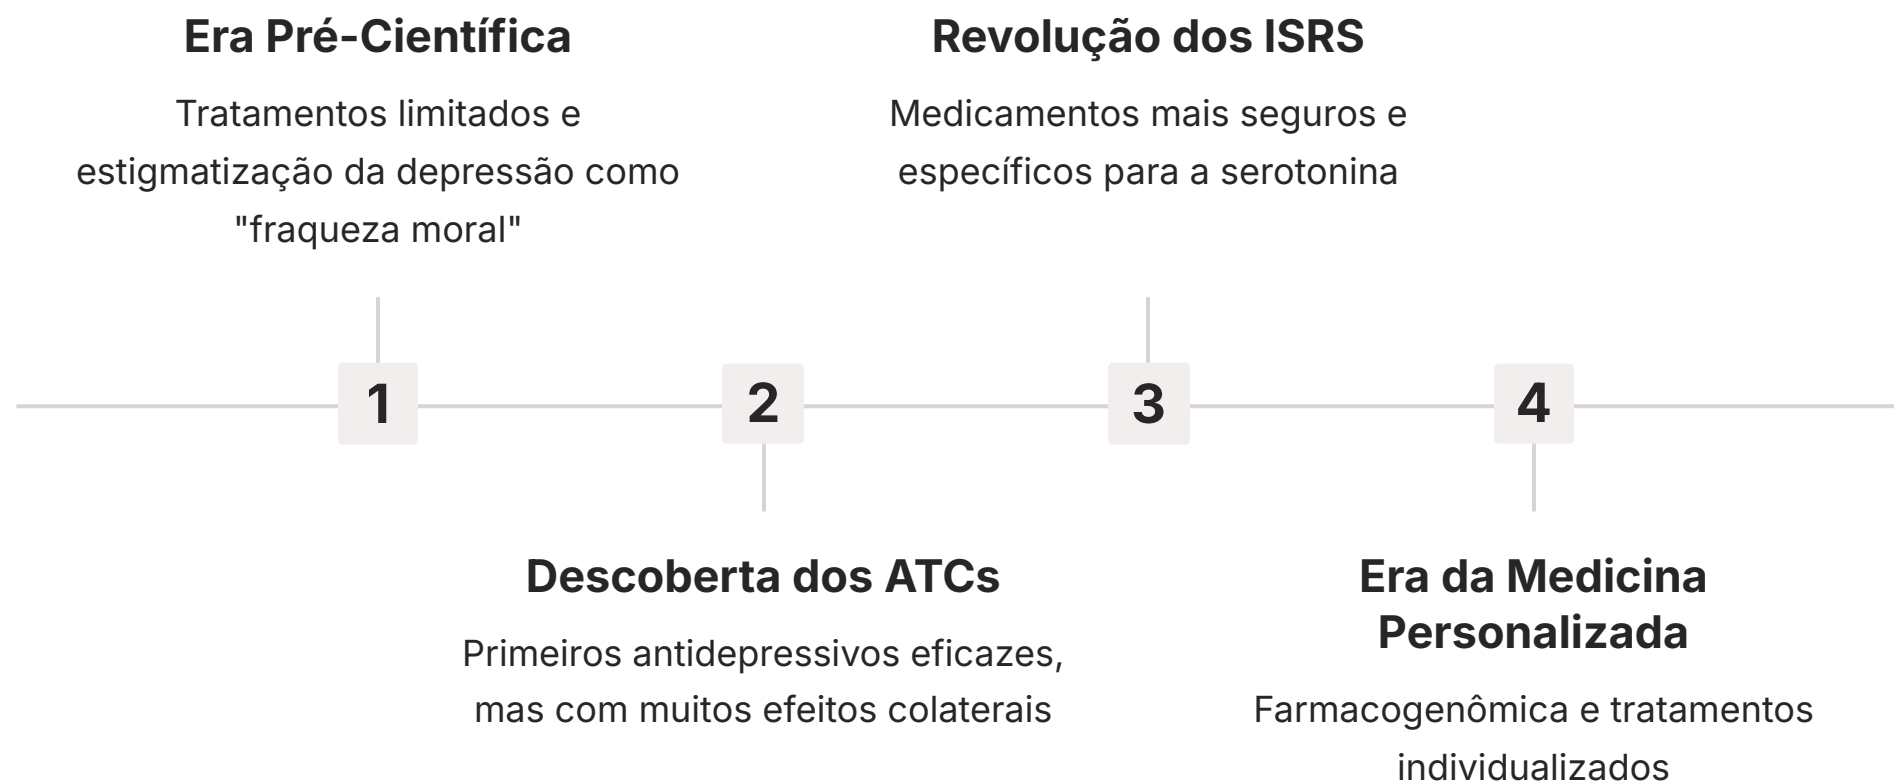 Era Pré-Científica
Tratamentos limitados e
estigmatização da depressão como
"fraqueza moral"
1
Descoberta dos ATCs
Primeiros antidepressivos eficazes,
mas com muitos efeitos colaterais
2
Revolução dos ISRS
Medicamentos mais seguros e
específicos para a serotonina
3
Era da Medicina
Personalizada
Farmacogenômica e tratamentos
individualizados
4